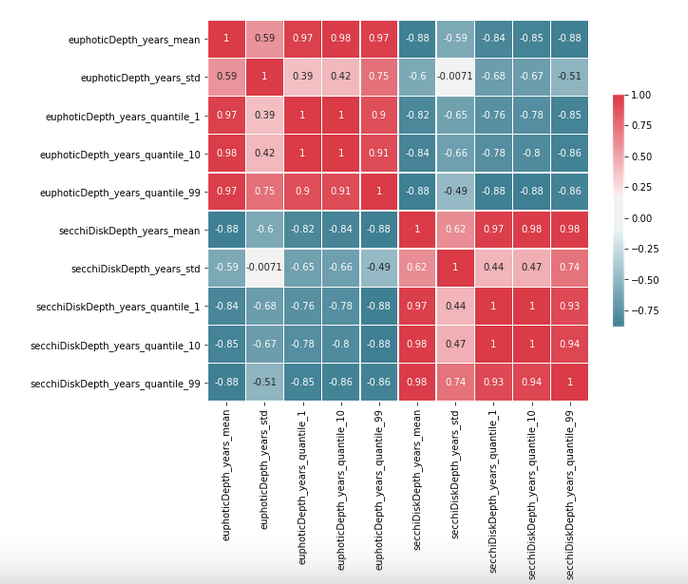 euphoticDepth_years_mean 1 0.59 0.97 0.98 0.97 -0.88 -0.59 -0.84 -0.85 -0.88
euphoticDepth_years_std 0.59 1 0.39 0.42 0.75 -0.6 -0.0071 -0.68 -0.67 -0.51
euphoticDepth_years_quantile_1 0.97 0.39 1 1 0.9 -0.82 -0.65 -0.76 -0.78 -0.85
euphoticDepth_years_quantile_10 0.98 0.42 1 1 0.91 -0.84 -0.66 -0.78 -0.8 -0.86
euphoticDepth_years_quantile_99 0.97 0.75 0.9 0.91 1 -0.88 -0.49 -0.88 -0.88 -0.86
secchiDiskDepth_years_mean -0.88 -0.6 -0.82 -0.84 -0.88 1 0.62 0.97 0.98 0.98
secchiDiskDepth_years_std -0.59 -0.0071 -0.65 -0.66 -0.49 0.62 1 0.44 0.47 0.74
secchiDiskDepth_years_quantile_1 -0.84 -0.68 -0.76 -0.78 -0.88 0.97 0.44 1 1 0.93
secchiDiskDepth_years_quantile_10 -0.85 -0.67 -0.78 -0.8 -0.88 0.98 0.47 1 1 0.94
secchiDiskDepth_years_quantile_99 -0.88 -0.51 -0.85 -0.86 -0.86 0.98 0.74 0.93 0.94 1
euphoticDepth_years_mean
euphoticDepth_years_std
euphoticDepth_years_quantile_1
euphoticDepth_years_quantile_10
euphoticDepth_years_quantile_99
secchiDiskDepth_years_mean
secchiDiskDepth_years_std
secchiDiskDepth_years_quantile_1
secchiDiskDepth_years_quantile_10
secchiDiskDepth_years_quantile_99
1.00
0.75
0.50
0.25
0.00
−0.25
−0.50
−0.75